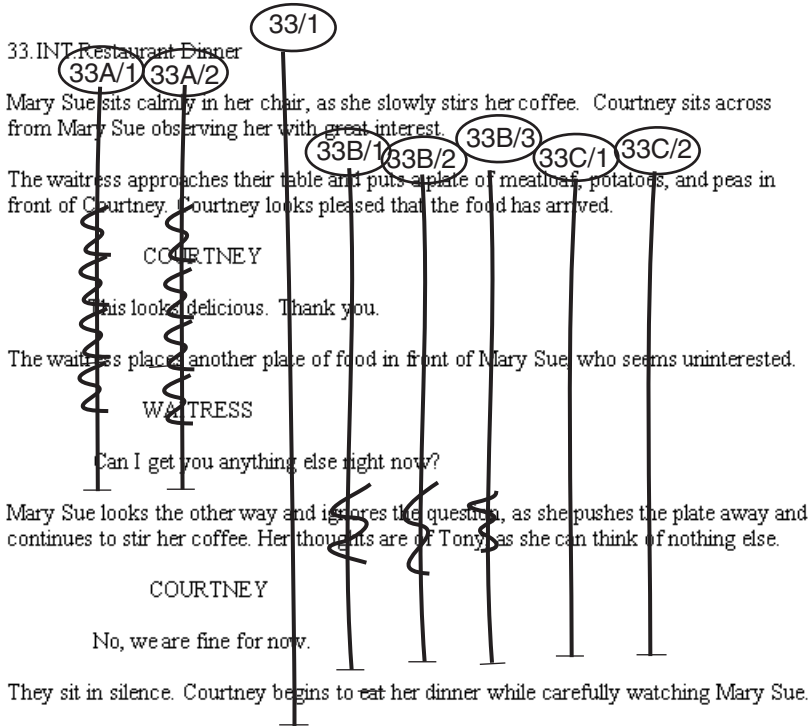 33/1
33.INT.Restaurant Dinner
33A/1 33A/2
Mary Sue sits calmly in her chair, as she slowly stirs her coffee. Courtney sits across
from Mary Sue observing her with great interest.
33B/1 33B/2 33B/3 33C/1 33C/2
The waitress approaches their table and puts a plate of meatloaf, potatoes, and peas in
front of Courtney. Courtney looks pleased that the food has arrived.
COURTNEY
This looks delicious. Thank you.
The waitress places another plate of food in front of Mary Sue, who seems uninterested.
WAITRESS
Can I get you anything else right now?
Mary Sue looks the other way and ignores the question, as she pushes the plate away and
continues to stir her coffee. Her thoughts are of Tony, as she can think of nothing else.
COURTNEY
No, we are fine for now.
They sit in silence. Courtney begins to eat her dinner while carefully watching Mary Sue.